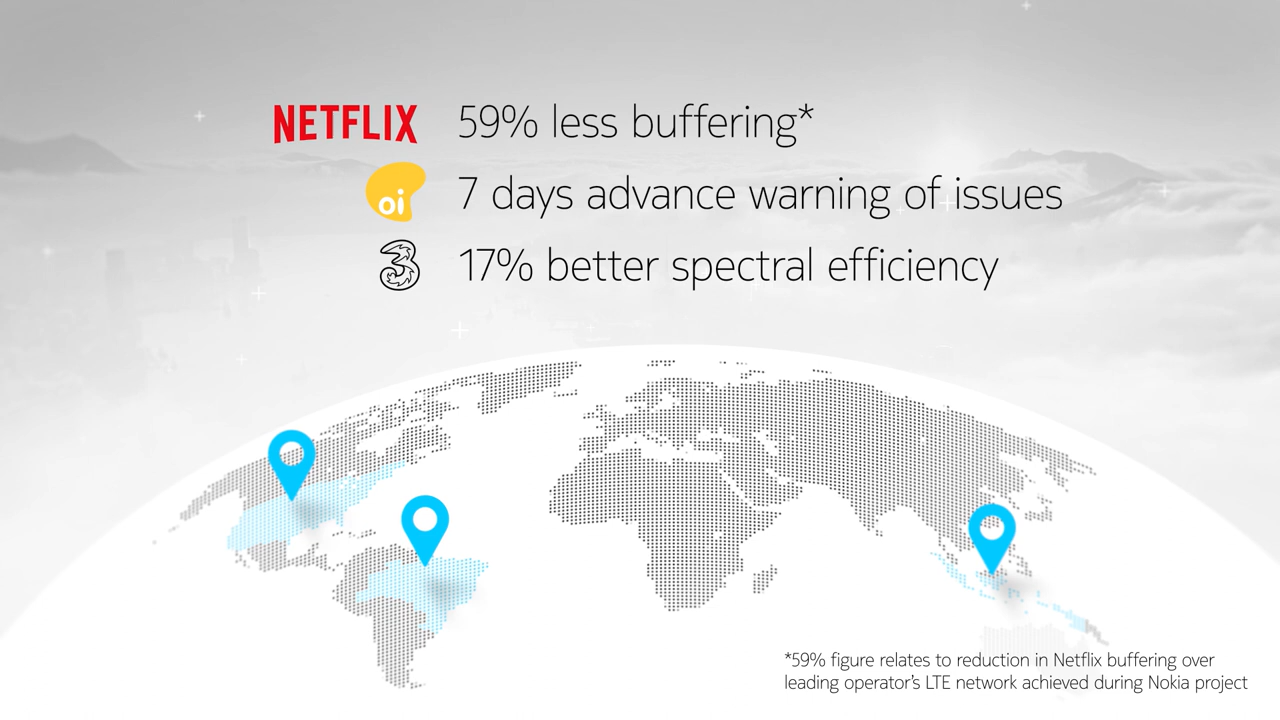 NETFLIX 59% less buffering*
oi 7 days advance warning of issues
3 17% better spectral efficiency
*59% figure relates to reduction in Netflix buffering over
leading operator's LTE network achieved during Nokia project